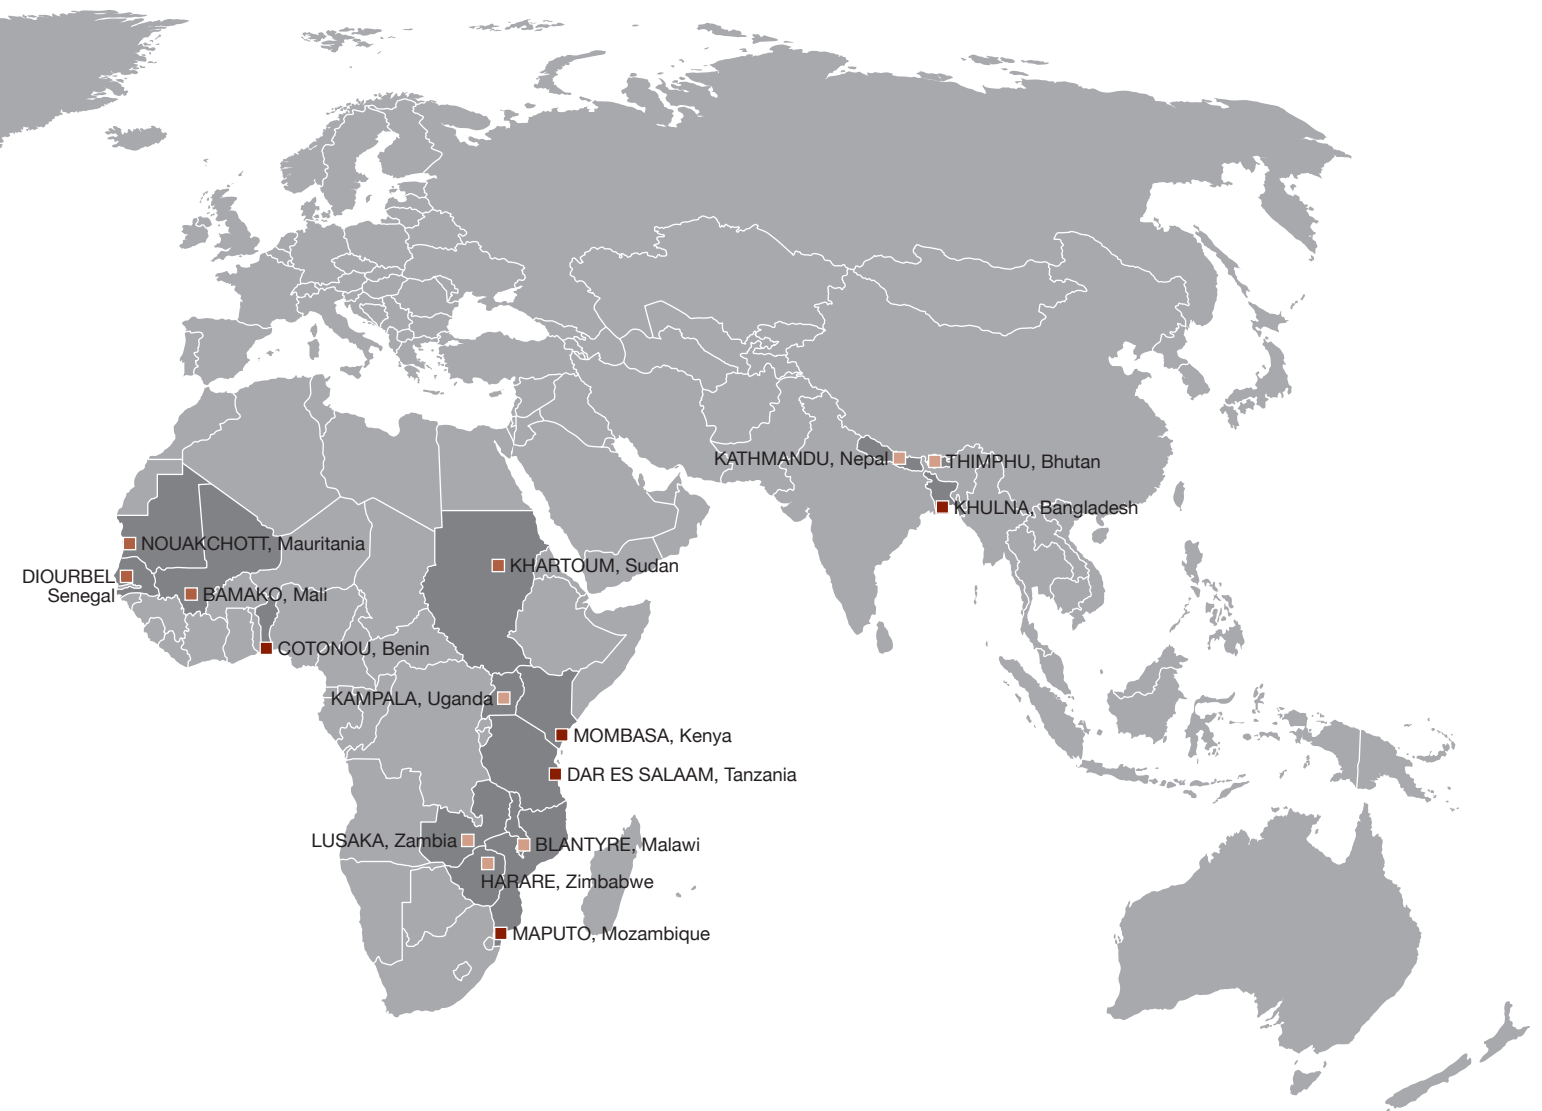 KATHMANDU, Nepal
THIMPHU, Bhutan
KHULNA, Bangladesh
NOUAKCHOTT, Mauritania
KHARTOUM, Sudan
DIOURBEL
Senegal
BAMAKO, Mali
COTONOU, Benin
KAMPALA, Uganda
MOMBASA, Kenya
DAR ES SALAAM, Tanzania
LUSAKA, Zambia
BLANTYRE, Malawi
HARARE, Zimbabwe
MAPUTO, Mozambique